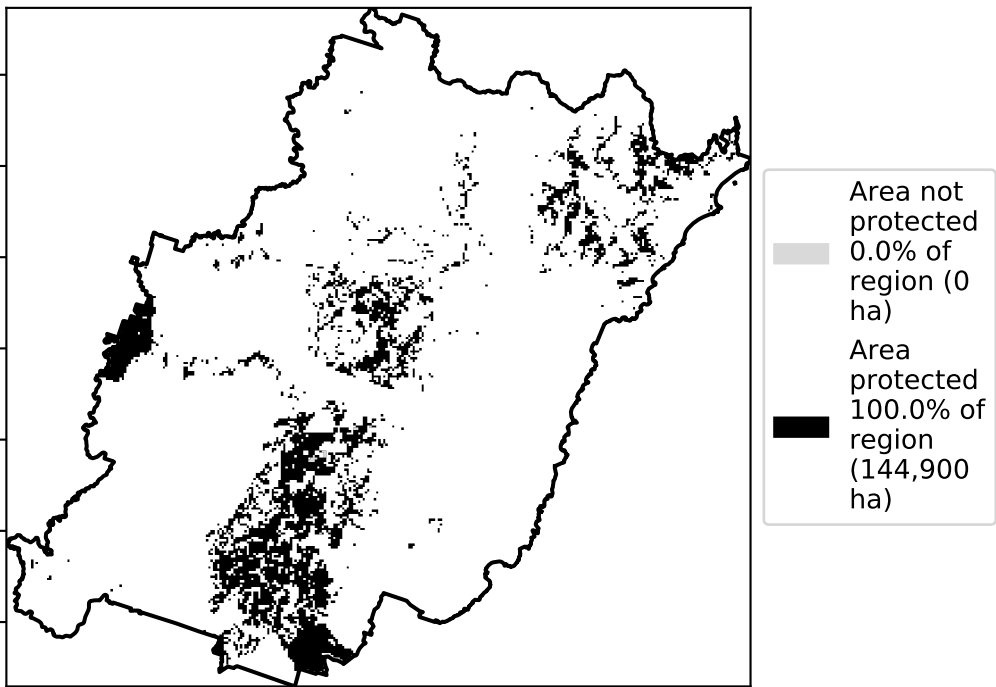 Area not
protected
0.0% of
region (0
ha)
Area
protected
100.0% of
region
(144,900
ha)